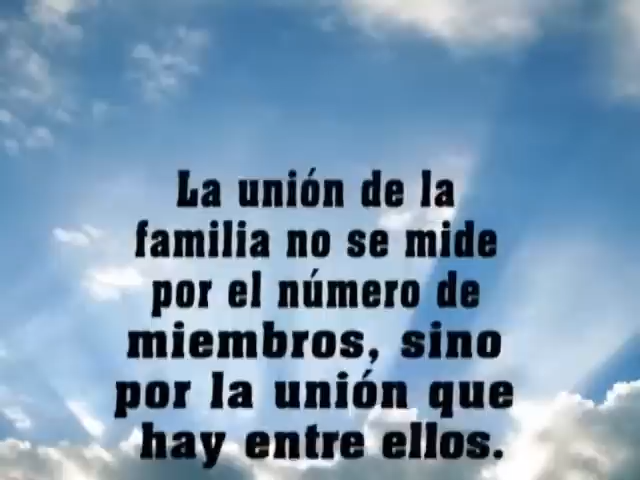 La unión de la
familia no se mide
por el número de
miembros, sino
por la unión que
hay entre ellos.